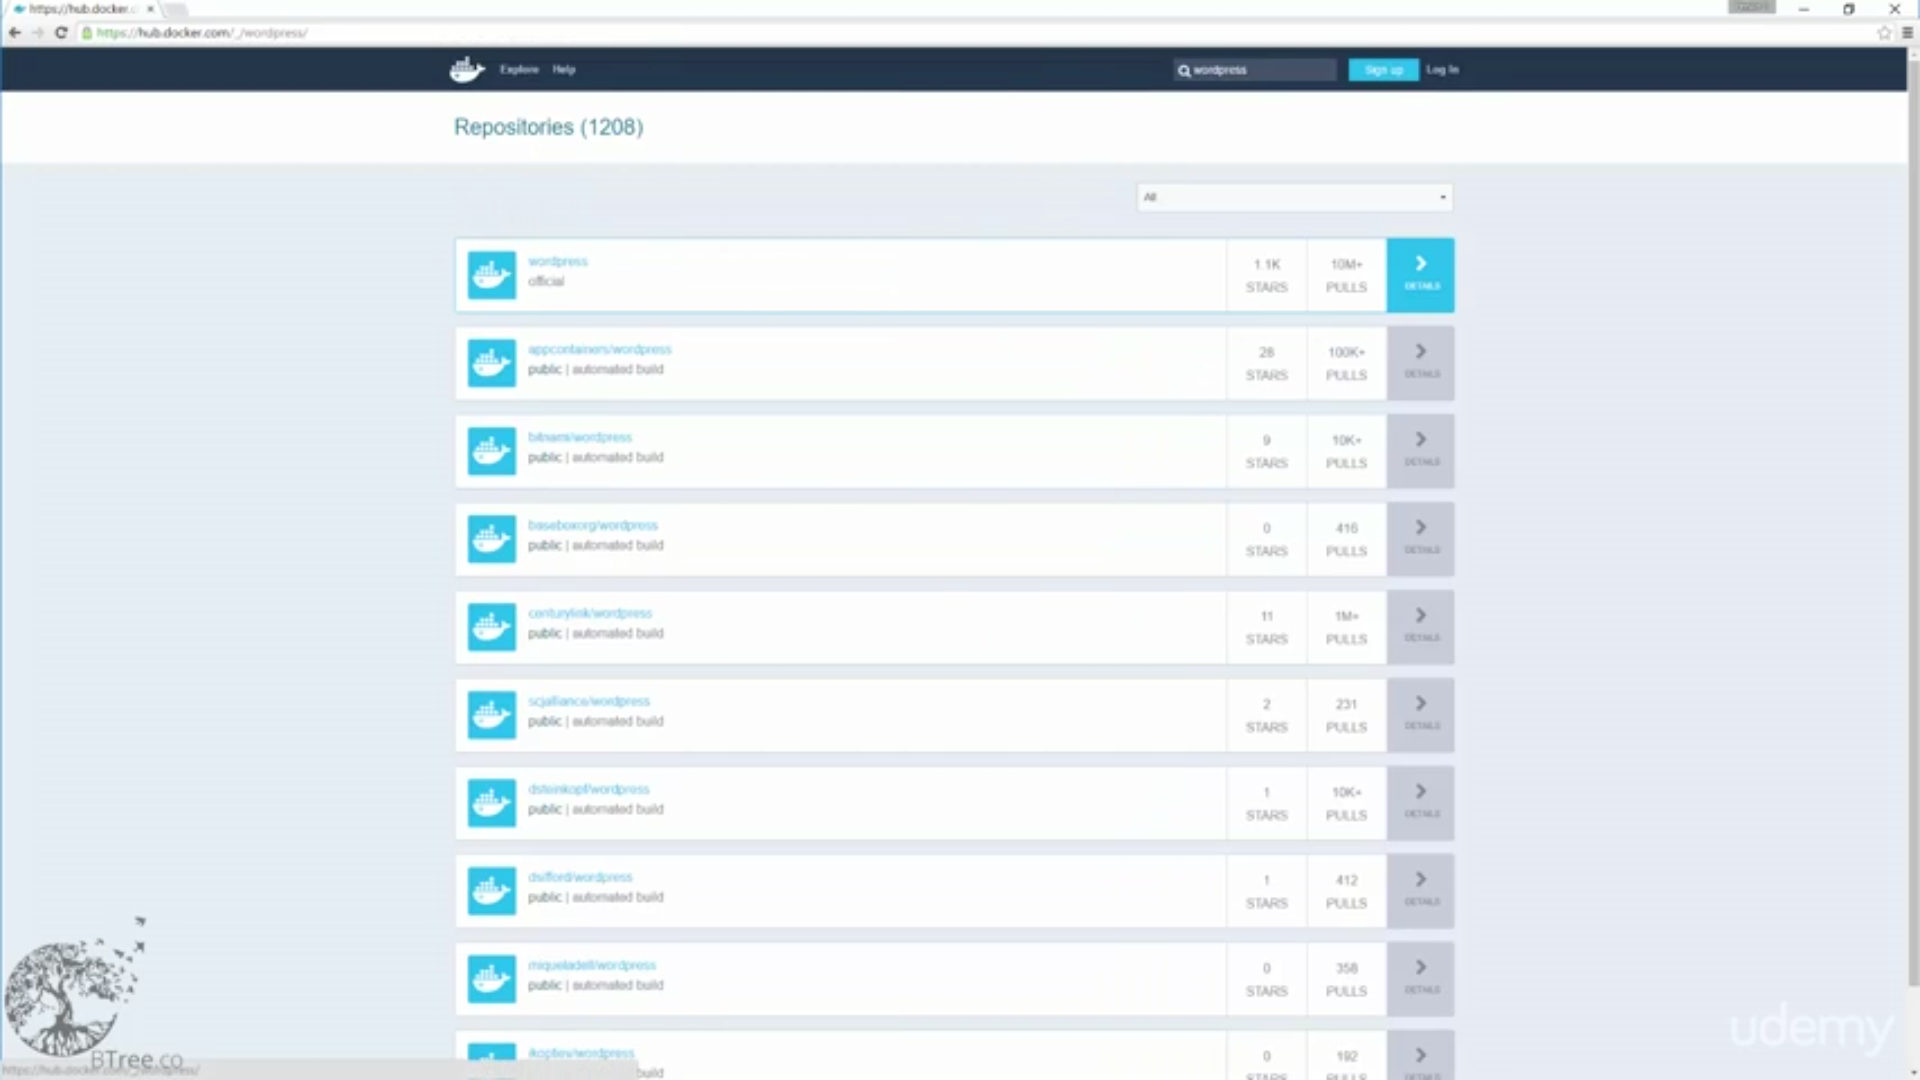 https://hub.docker.c
https://hub.docker.com/_/wordpress/
Explore Help
wordpress
Sign up
Log In
Repositories (1208)
All
wordpress
official
1.1K
STARS
10M+
PULLS
DETAILS
appcontainers/wordpress
public | automated build
28
STARS
100K+
PULLS
DETAILS
bitnami/wordpress
public | automated build
9
STARS
10K+
PULLS
DETAILS
baseboxorg/wordpress
public | automated build
0
STARS
416
PULLS
DETAILS
centurylink/wordpress
public | automated build
11
STARS
1M+
PULLS
DETAILS
scjalliance/wordpress
public | automated build
2
STARS
231
PULLS
DETAILS
dsteinkopf/wordpress
public | automated build
1
STARS
10K+
PULLS
DETAILS
dsifford/wordpress
public | automated build
1
STARS
412
PULLS
DETAILS
miqueladell/wordpress
public | automated build
0
STARS
358
PULLS
DETAILS
ikoptiev/wordpress
build
0
STARS
192
PULLS
DETAILS
BTree.co
https://hub.docker.com/_/wordpress/
udemy